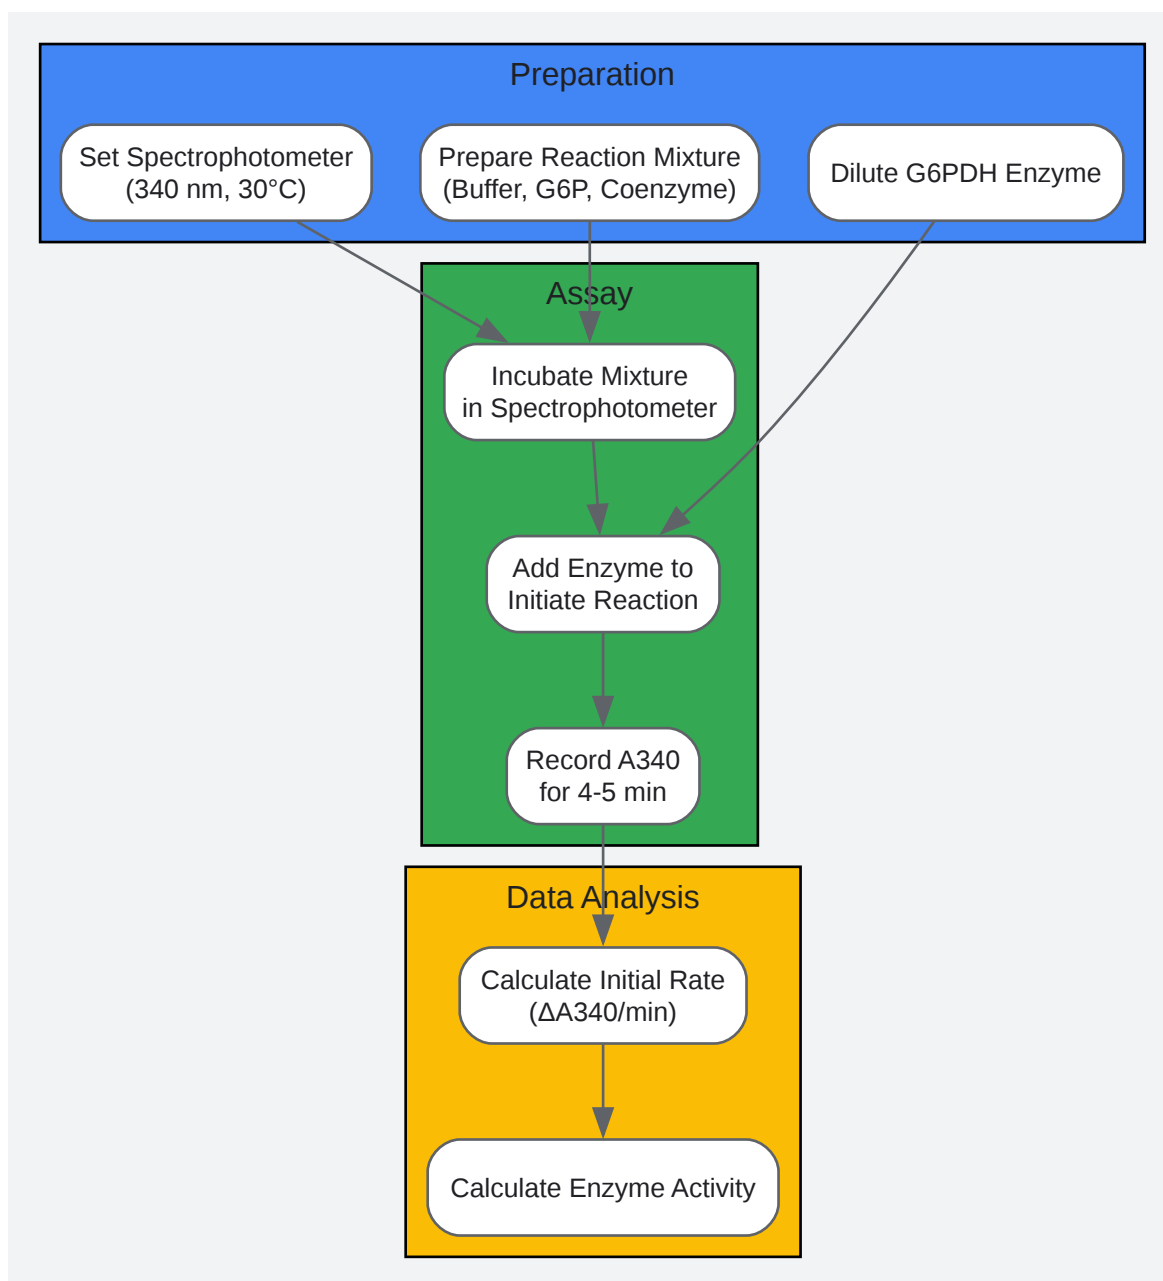 Preparation
Set Spectrophotometer
(340 nm, 30°C)
Prepare Reaction Mixture
(Buffer, G6P, Coenzyme)
Dilute G6PDH Enzyme
Assay
Incubate Mixture
in Spectrophotometer
Add Enzyme to
Initiate Reaction
Record A340
for 4-5 min
Data Analysis
Calculate Initial Rate
(ΔA340/min)
Calculate Enzyme Activity